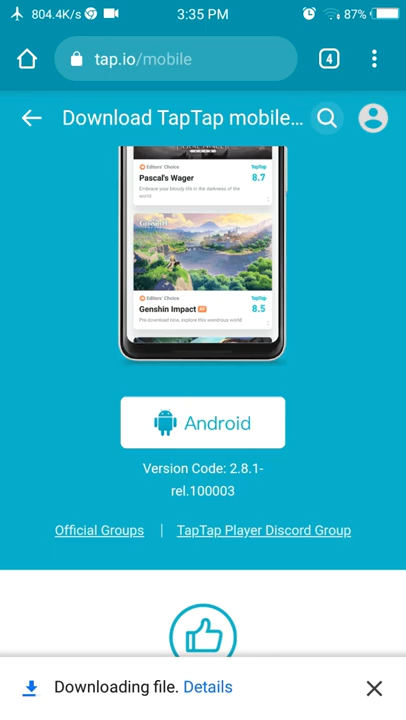 804.4K/s
3:35 PM
87%
tap.io/mobile
4
Download TapTap mobile...
Editors' Choice
TapTap
Pascal's Wager
8.7
Embrace your bloody life in the darkness of the
world.
Genshin
Editors' Choice
TapTap
Genshin Impact
8.5
Pre-download now, explore this wondrous world.
Android
Version Code: 2.8.1-
rel.100003
Official Groups | TapTap Player Discord Group
Downloading file. Details